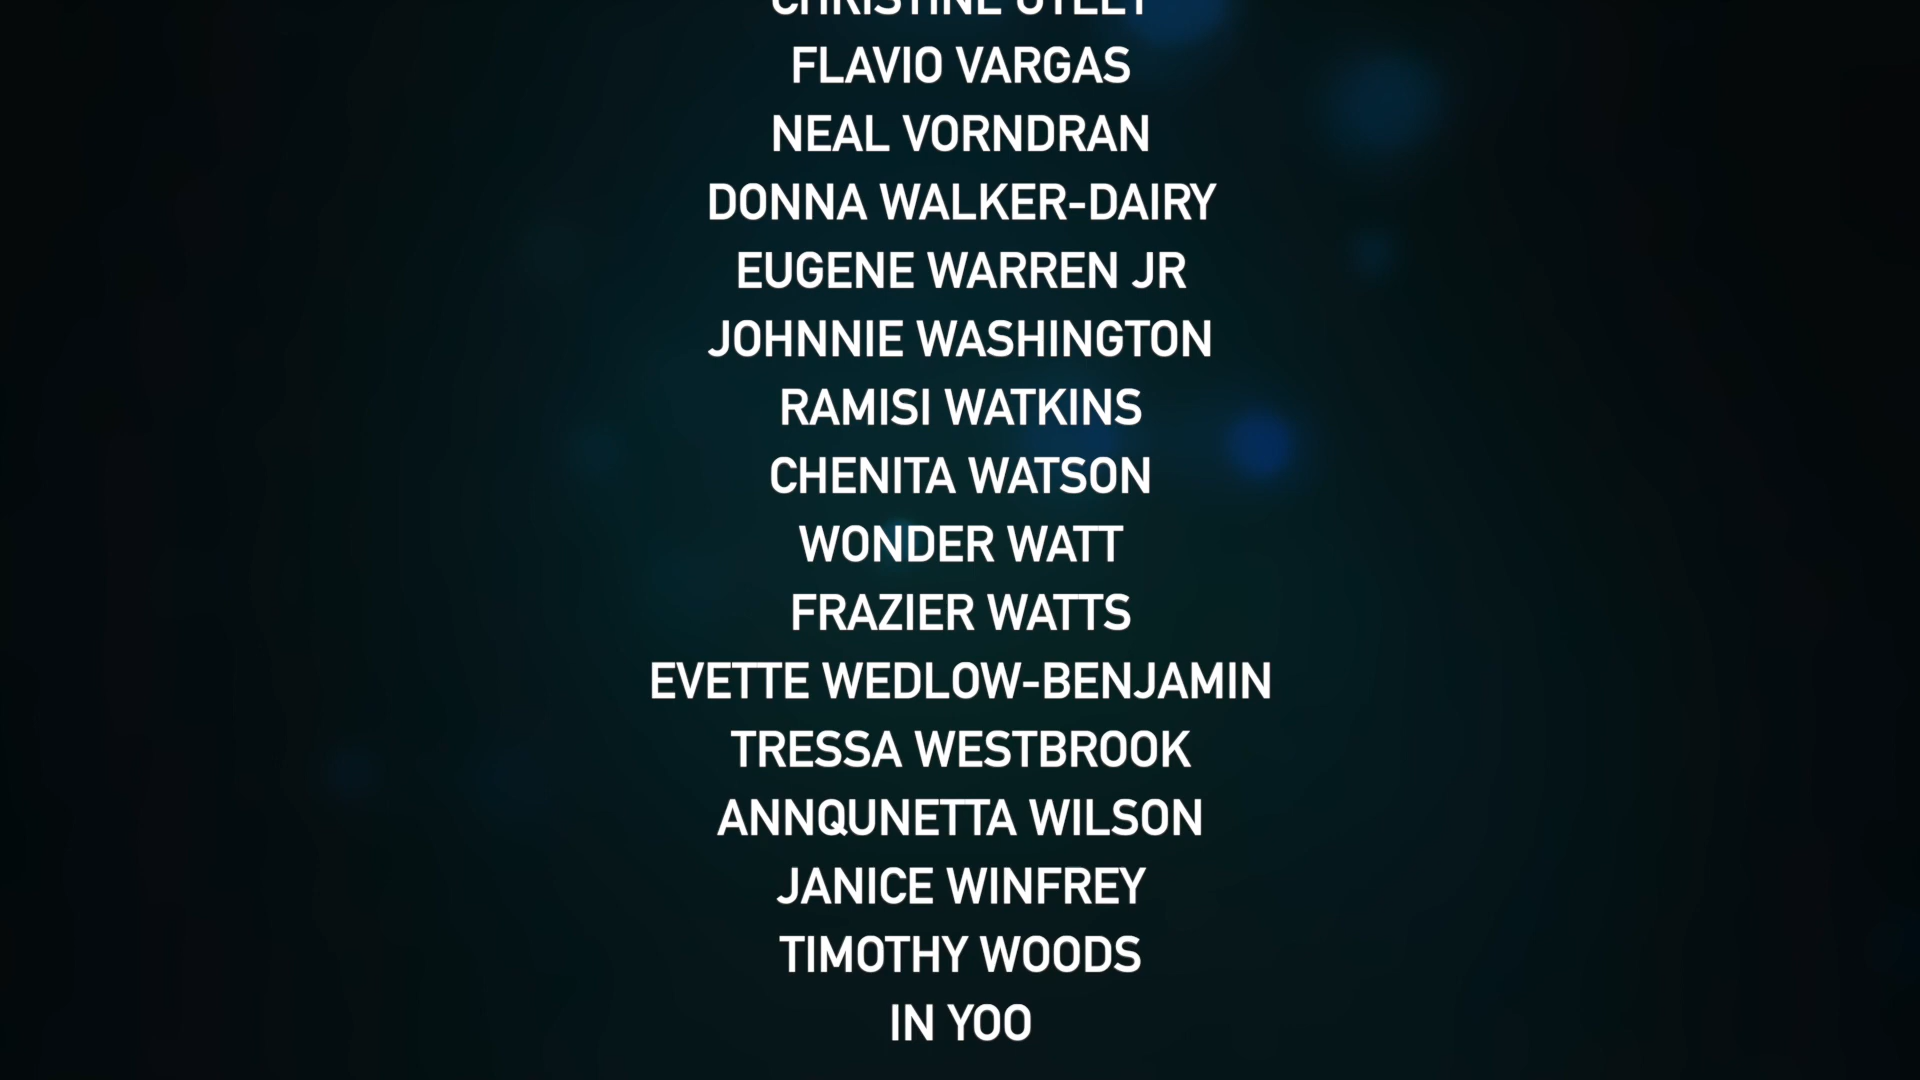 CHRISTINE
FLAVIO VARGAS
NEAL VORNDRAN
DONNA WALKER-DAIRY
EUGENE WARREN JR
JOHNNIE WASHINGTON
RAMISI WATKINS
CHENITA WATSON
WONDER WATT
FRAZIER WATTS
EVETTE WEDLOW-BENJAMIN
TRESSA WESTBROOK
ANNQUNETTA WILSON
JANICE WINFREY
TIMOTHY WOODS
IN YOO